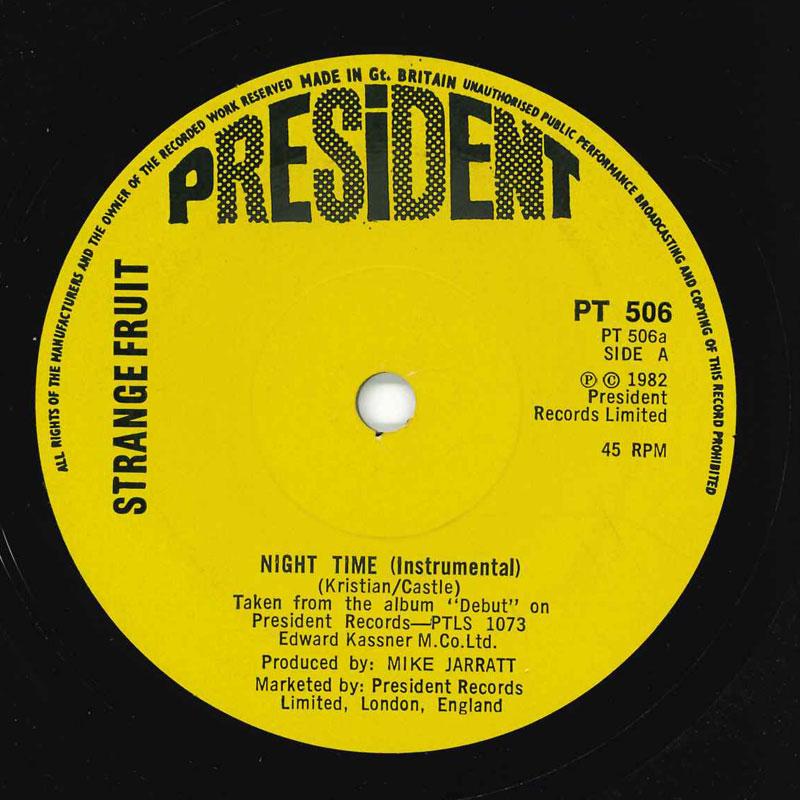 ALL RIGHTS OF THE MANUFACTURERS AND THE OWNER OF THE RECORDED WORK RESERVED MADE IN Gt. BRITAIN UNAUTHORISED PUBLIC PERFORMANCE BROADCASTING AND COPYING OF THIS RECORD PROHIBITED
PRESiDENT
STRANGE FRUIT
PT 506
PT 506a
SIDE A
℗ © 1982
President
Records Limited
45 RPM
NIGHT TIME (Instrumental)
(Kristian/Castle)
Taken from the album "Debut" on
President Records—PTLS 1073
Edward Kassner M.Co.Ltd.
Produced by: MIKE JARRATT
Marketed by: President Records
Limited, London, England